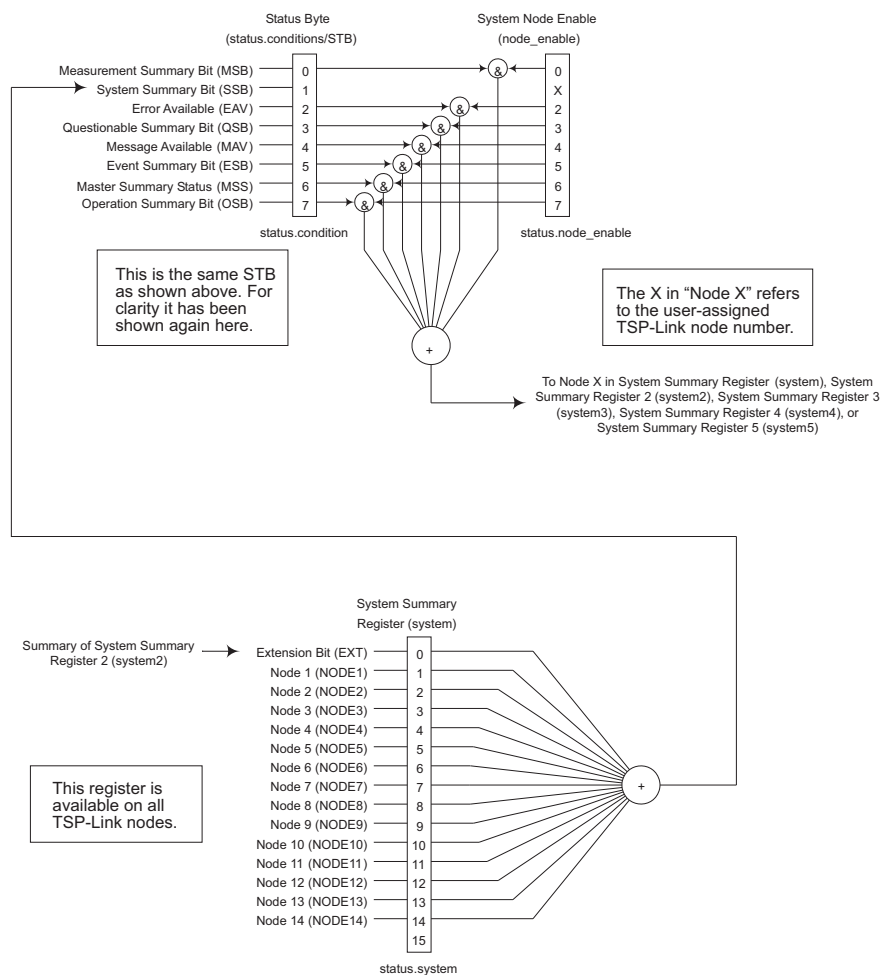 Status Byte
(status.conditions/STB)
System Node Enable
(node_enable)
Measurement Summary Bit (MSB)
System Summary Bit (SSB)
Error Available (EAV)
Questionable Summary Bit (QSB)
Message Available (MAV)
Event Summary Bit (ESB)
Master Summary Status (MSS)
Operation Summary Bit (OSB)
0
1
2
3
4
5
6
7
&
&
&
&
&
&
&
0
X
2
3
4
5
6
7
status.condition
status.node_enable
This is the same STB
as shown above. For
clarity it has been
shown again here.
The X in “Node X” refers
to the user-assigned
TSP-Link node number.
+
To Node X in System Summary Register (system), System
Summary Register 2 (system2), System Summary Register 3
(system3), System Summary Register 4 (system4), or
System Summary Register 5 (system5)
System Summary
Register (system)
Summary of System Summary
Register 2 (system2)
Extension Bit (EXT)
Node 1 (NODE1)
Node 2 (NODE2)
Node 3 (NODE3)
Node 4 (NODE4)
Node 5 (NODE5)
Node 6 (NODE6)
Node 7 (NODE7)
Node 8 (NODE8)
Node 9 (NODE9)
Node 10 (NODE10)
Node 11 (NODE11)
Node 12 (NODE12)
Node 13 (NODE13)
Node 14 (NODE14)
0
1
2
3
4
5
6
7
8
9
10
11
12
13
14
15
+
This register is
available on all
TSP-Link nodes.
status.system